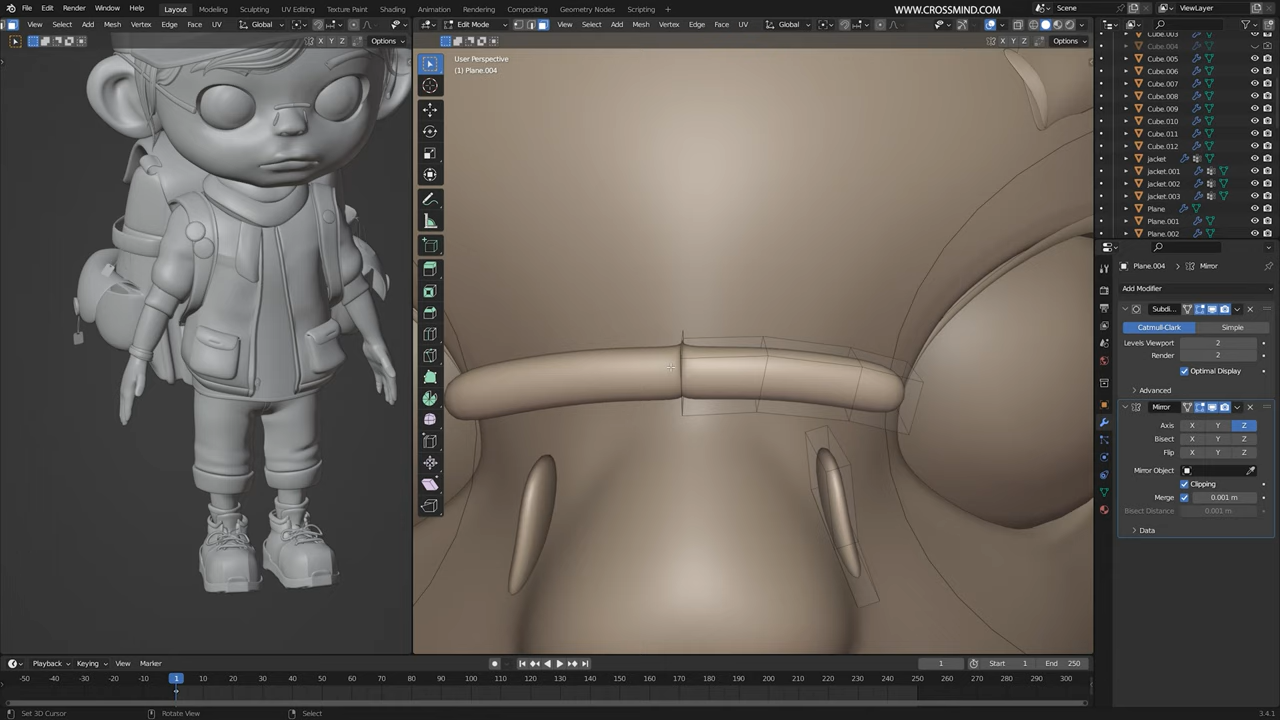 File Edit Render Window Help Layout Modeling Sculpting UV Editing Texture Paint Shading Animation Rendering Compositing Geometry Nodes Scripting + WWW.CROSSMIND.COM Scene ViewLayer
Add Mesh Vertex Edge Face UV Global
Edit Mode View Select Add Mesh Vertex Edge Face UV Global
X Y Z Options
X Y Z Options
User Perspective
(1) Plane.004
Cube.003
Cube.004
Cube.005
Cube.006
Cube.007
Cube.008
Cube.009
Cube.010
Cube.011
Cube.012
jacket
jacket.001
jacket.002
jacket.003
Plane
Plane.001
Plane.002
Plane.004 > Mirror
Add Modifier
Subdi...
Catmull-Clark Simple
Levels Viewport 2
Render 2
Optimal Display
Advanced
Mirror
Axis X Y Z
Bisect X Y Z
Flip X Y Z
Mirror Object
Clipping
Merge 0.001 m
Bisect Distance 0.001 m
Data
Playback Keying View Marker 1 Start 1 End 250
-50 -40 -30 -20 -10 1 10 20 30 40 50 60 70 80 90 100 110 120 130 140 150 160 170 180 190 200 210 220 230 240 250 260 270 280 290 300
Set 3D Cursor Rotate View Select 3.4.1